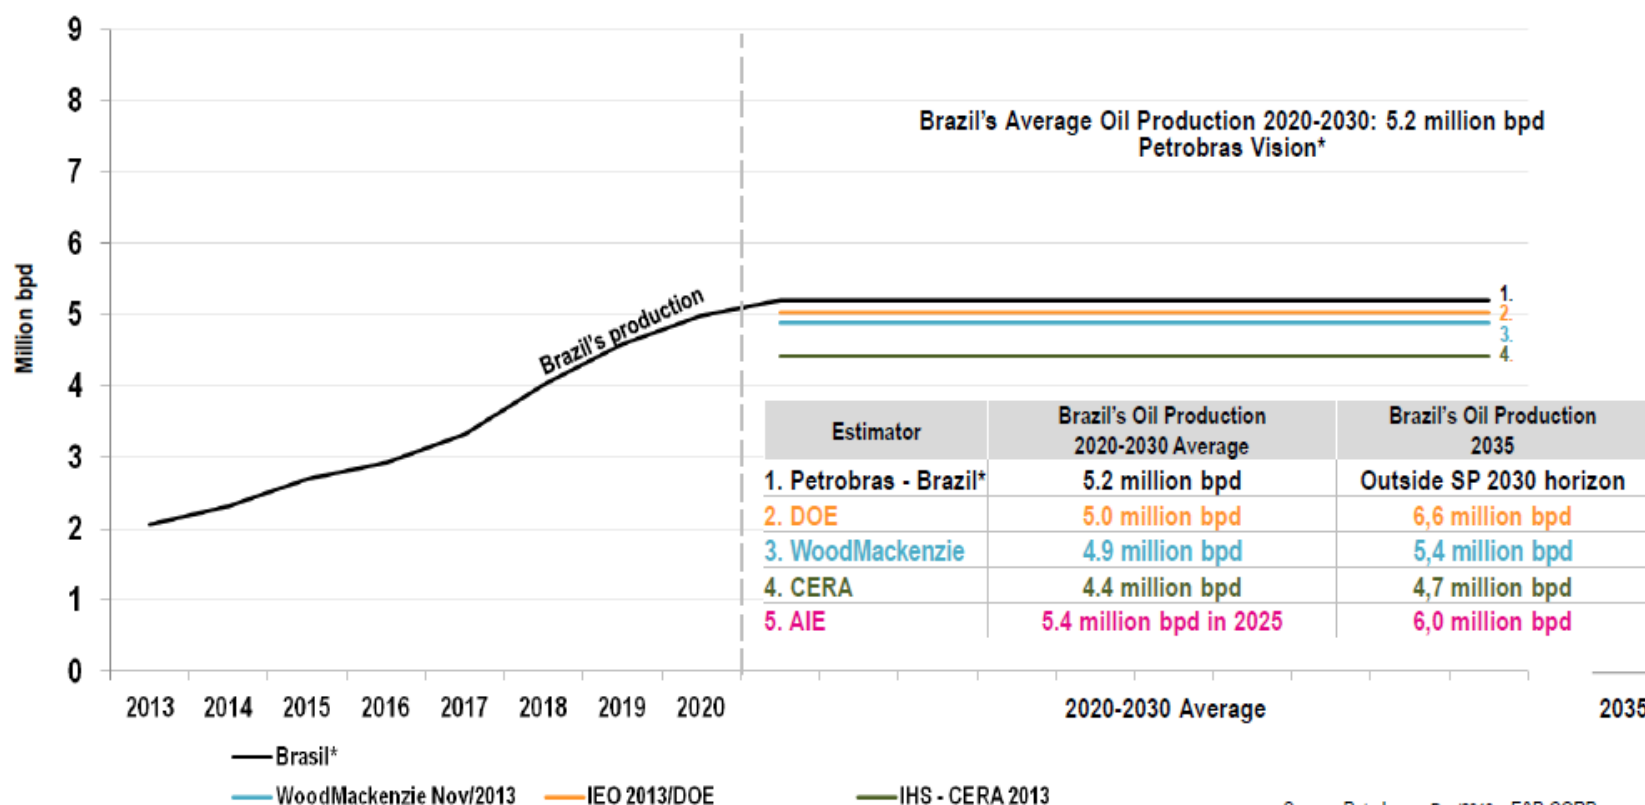 9
8
7
6
5
4
3
2
1
0
Million bpd
Brazil's Average Oil Production 2020-2030: 5.2 million bpd
Petrobras Vision*
Brazil's production
1.
2.
3.
4.
Estimator Brazil's Oil Production 2020-2030 Average Brazil's Oil Production 2035
1. Petrobras - Brazil* 5.2 million bpd Outside SP 2030 horizon
2. DOE 5.0 million bpd 6,6 million bpd
3. WoodMackenzie 4.9 million bpd 5,4 million bpd
4. CERA 4.4 million bpd 4,7 million bpd
5. AIE 5.4 million bpd in 2025 6,0 million bpd
2013 2014 2015 2016 2017 2018 2019 2020 2020-2030 Average 2035
Brasil*
WoodMackenzie Nov/2013 IEO 2013/DOE IHS - CERA 2013